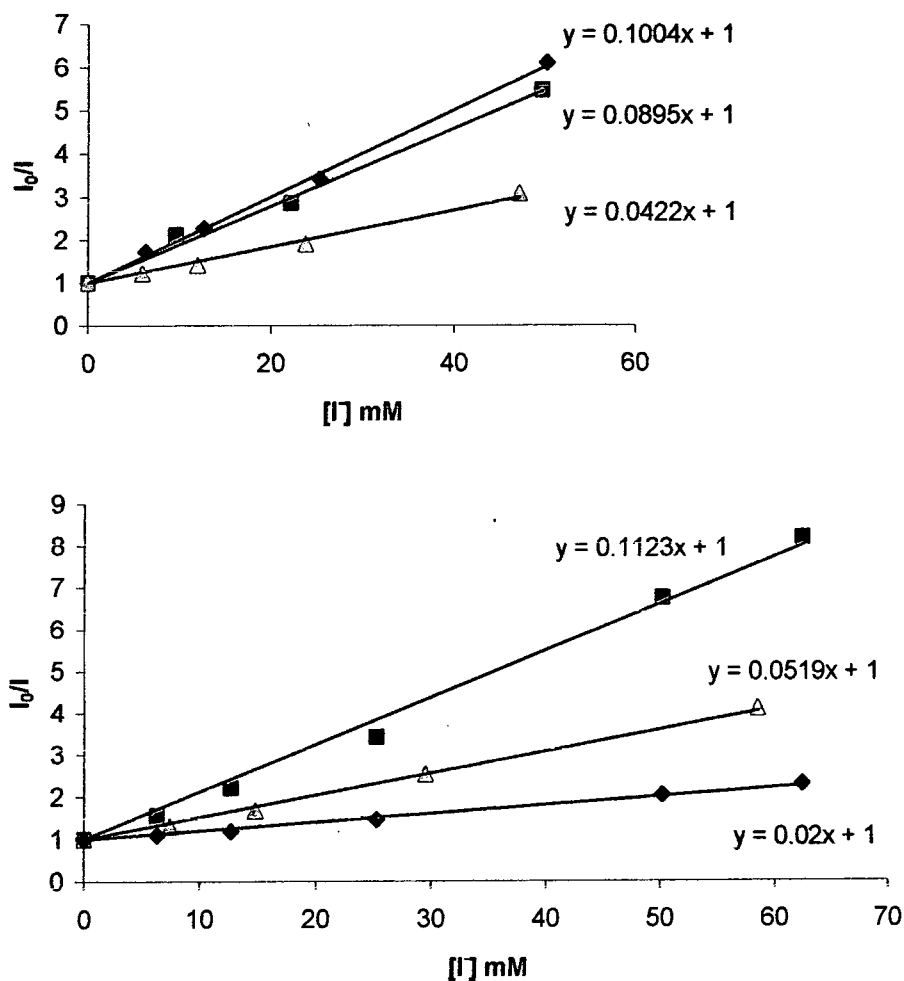 7
6
5
4
3
2
1
0
I₀/I
y = 0.1004x + 1
y = 0.0895x + 1
y = 0.0422x + 1
0 20 40 60
[I⁻] mM
9
8
7
6
5
4
3
2
1
0
I₀/I
y = 0.1123x + 1
y = 0.0519x + 1
y = 0.02x + 1
0 10 20 30 40 50 60 70
[I⁻] mM